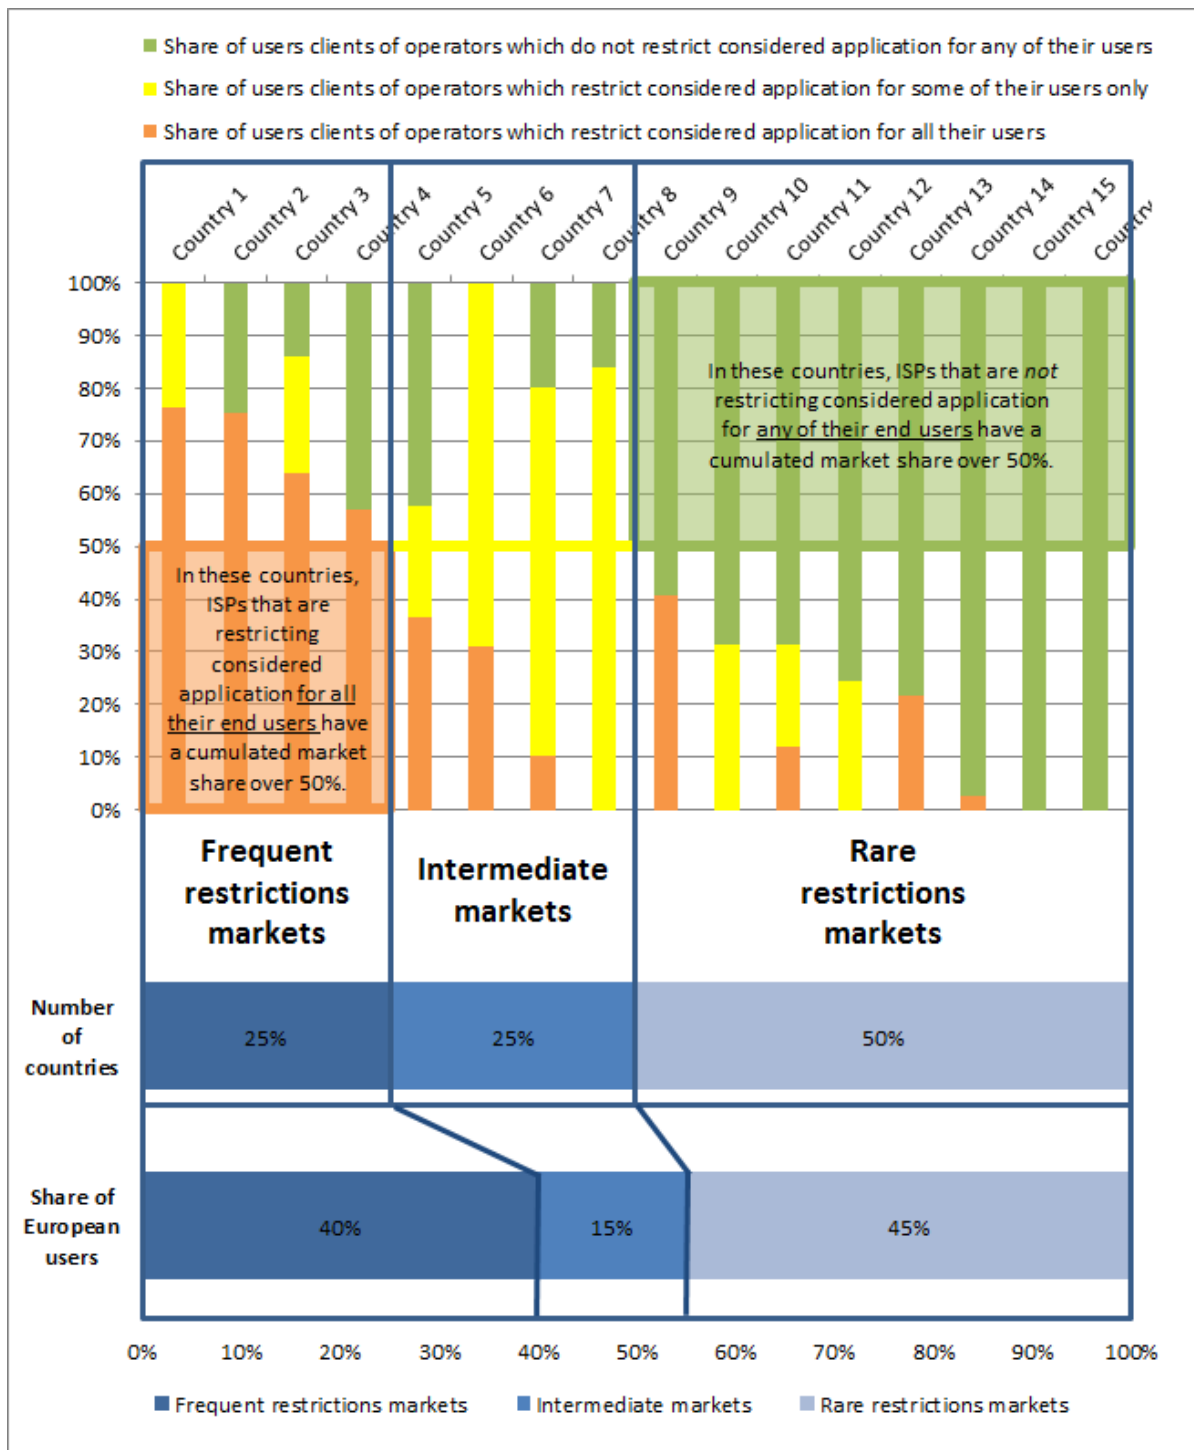 Share of users clients of operators which do not restrict considered application for any of their users
Share of users clients of operators which restrict considered application for some of their users only
Share of users clients of operators which restrict considered application for all their users
Country 1
Country 2
Country 3
Country 4
Country 5
Country 6
Country 7
Country 8
Country 9
Country 10
Country 11
Country 12
Country 13
Country 14
Country 15
100%
90%
80%
70%
60%
50%
40%
30%
20%
10%
0%
In these countries, ISPs that are not
restricting considered application
for any of their end users have a
cumulated market share over 50%.
In these countries,
ISPs that are
restricting
considered
application for all
their end users have
a cumulated market
share over 50%.
Frequent
restrictions
markets
Intermediate
markets
Rare
restrictions
markets
Number
of
countries
25%
25%
50%
Share of
European
users
40%
15%
45%
0% 10% 20% 30% 40% 50% 60% 70% 80% 90% 100%
Frequent restrictions markets
Intermediate markets
Rare restrictions markets